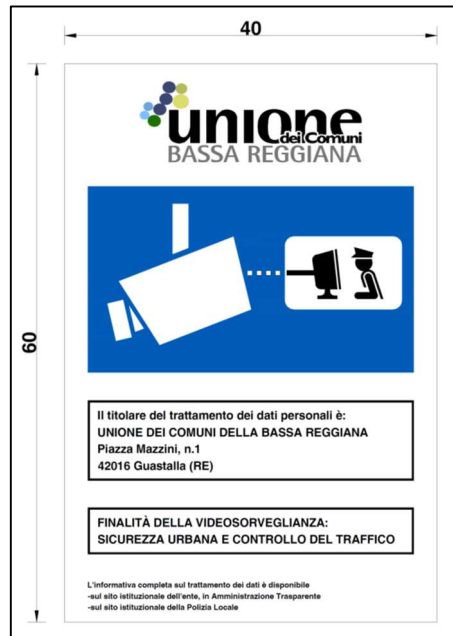 40
60
unione
dei Comuni
BASSA REGGIANA
Il titolare del trattamento dei dati personali è:
UNIONE DEI COMUNI DELLA BASSA REGGIANA
Piazza Mazzini, n.1
42016 Guastalla (RE)
FINALITÀ DELLA VIDEOSORVEGLIANZA:
SICUREZZA URBANA E CONTROLLO DEL TRAFFICO
L'informativa completa sul trattamento dei dati è disponibile
-sul sito istituzionale dell'ente, in Amministrazione Trasparente
-sul sito istituzionale della Polizia Locale